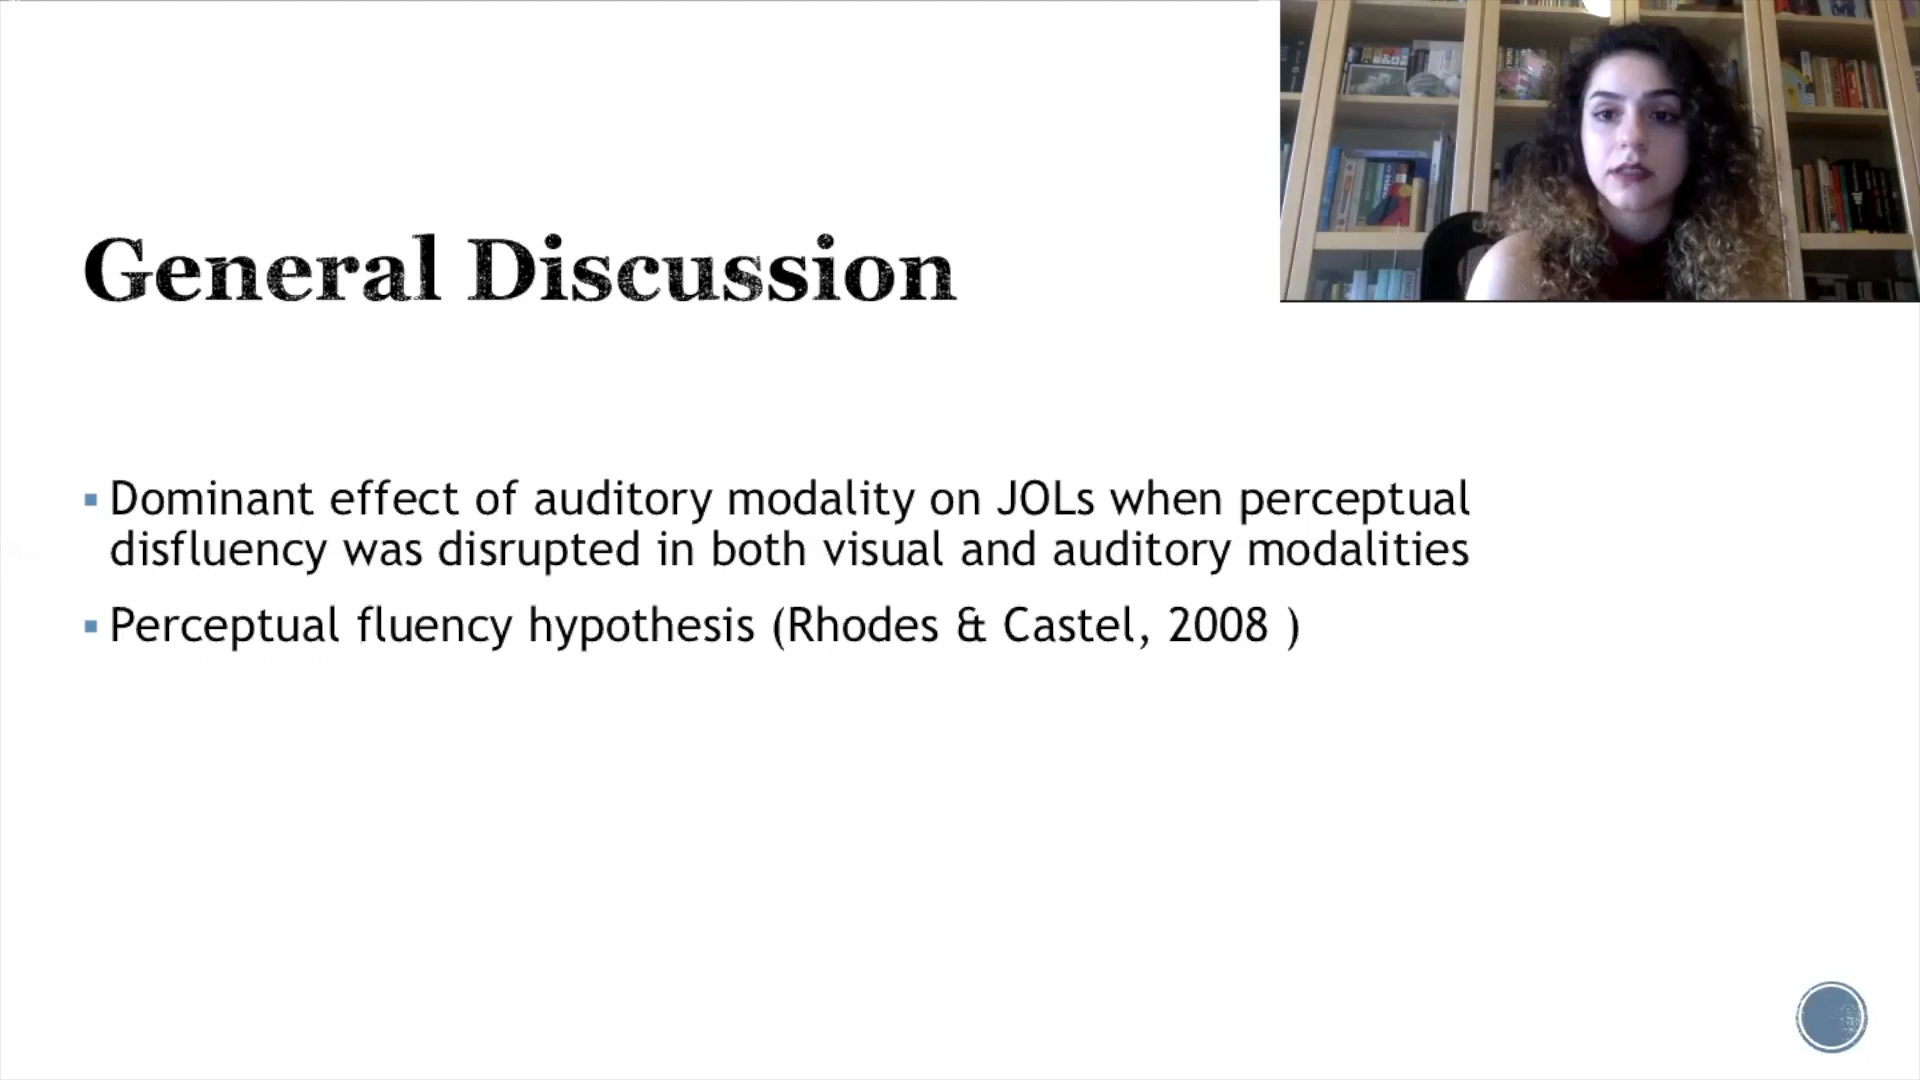 General Discussion
▪ Dominant effect of auditory modality on JOLs when perceptual
disfluency was disrupted in both visual and auditory modalities
▪ Perceptual fluency hypothesis (Rhodes & Castel, 2008 )